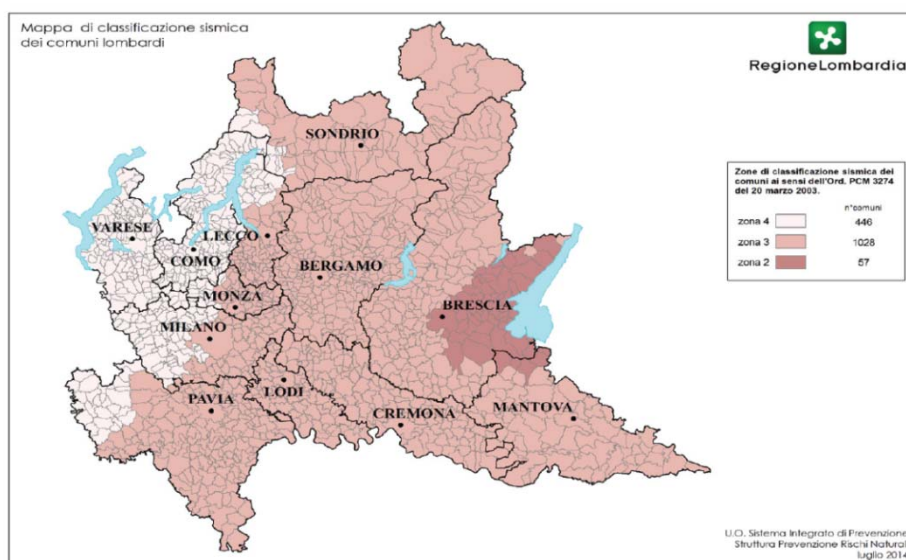 Mappa di classificazione sismica
dei comuni lombardi
RegioneLombardia
SONDRIO
VARESE
LECCO
COMO
BERGAMO
MONZA
BRESCIA
MILANO
PAVIA
LODI
CREMONA
MANTOVA
Zone di classificazione sismica dei
comuni ai sensi dell'Ord. PCM 3274
del 20 marzo 2003.
n°comuni
zona 4 446
zona 3 1028
zona 2 57
U.O. Sistema Integrato di Prevenzione
Struttura Prevenzione Rischi Natural
luglio 2014